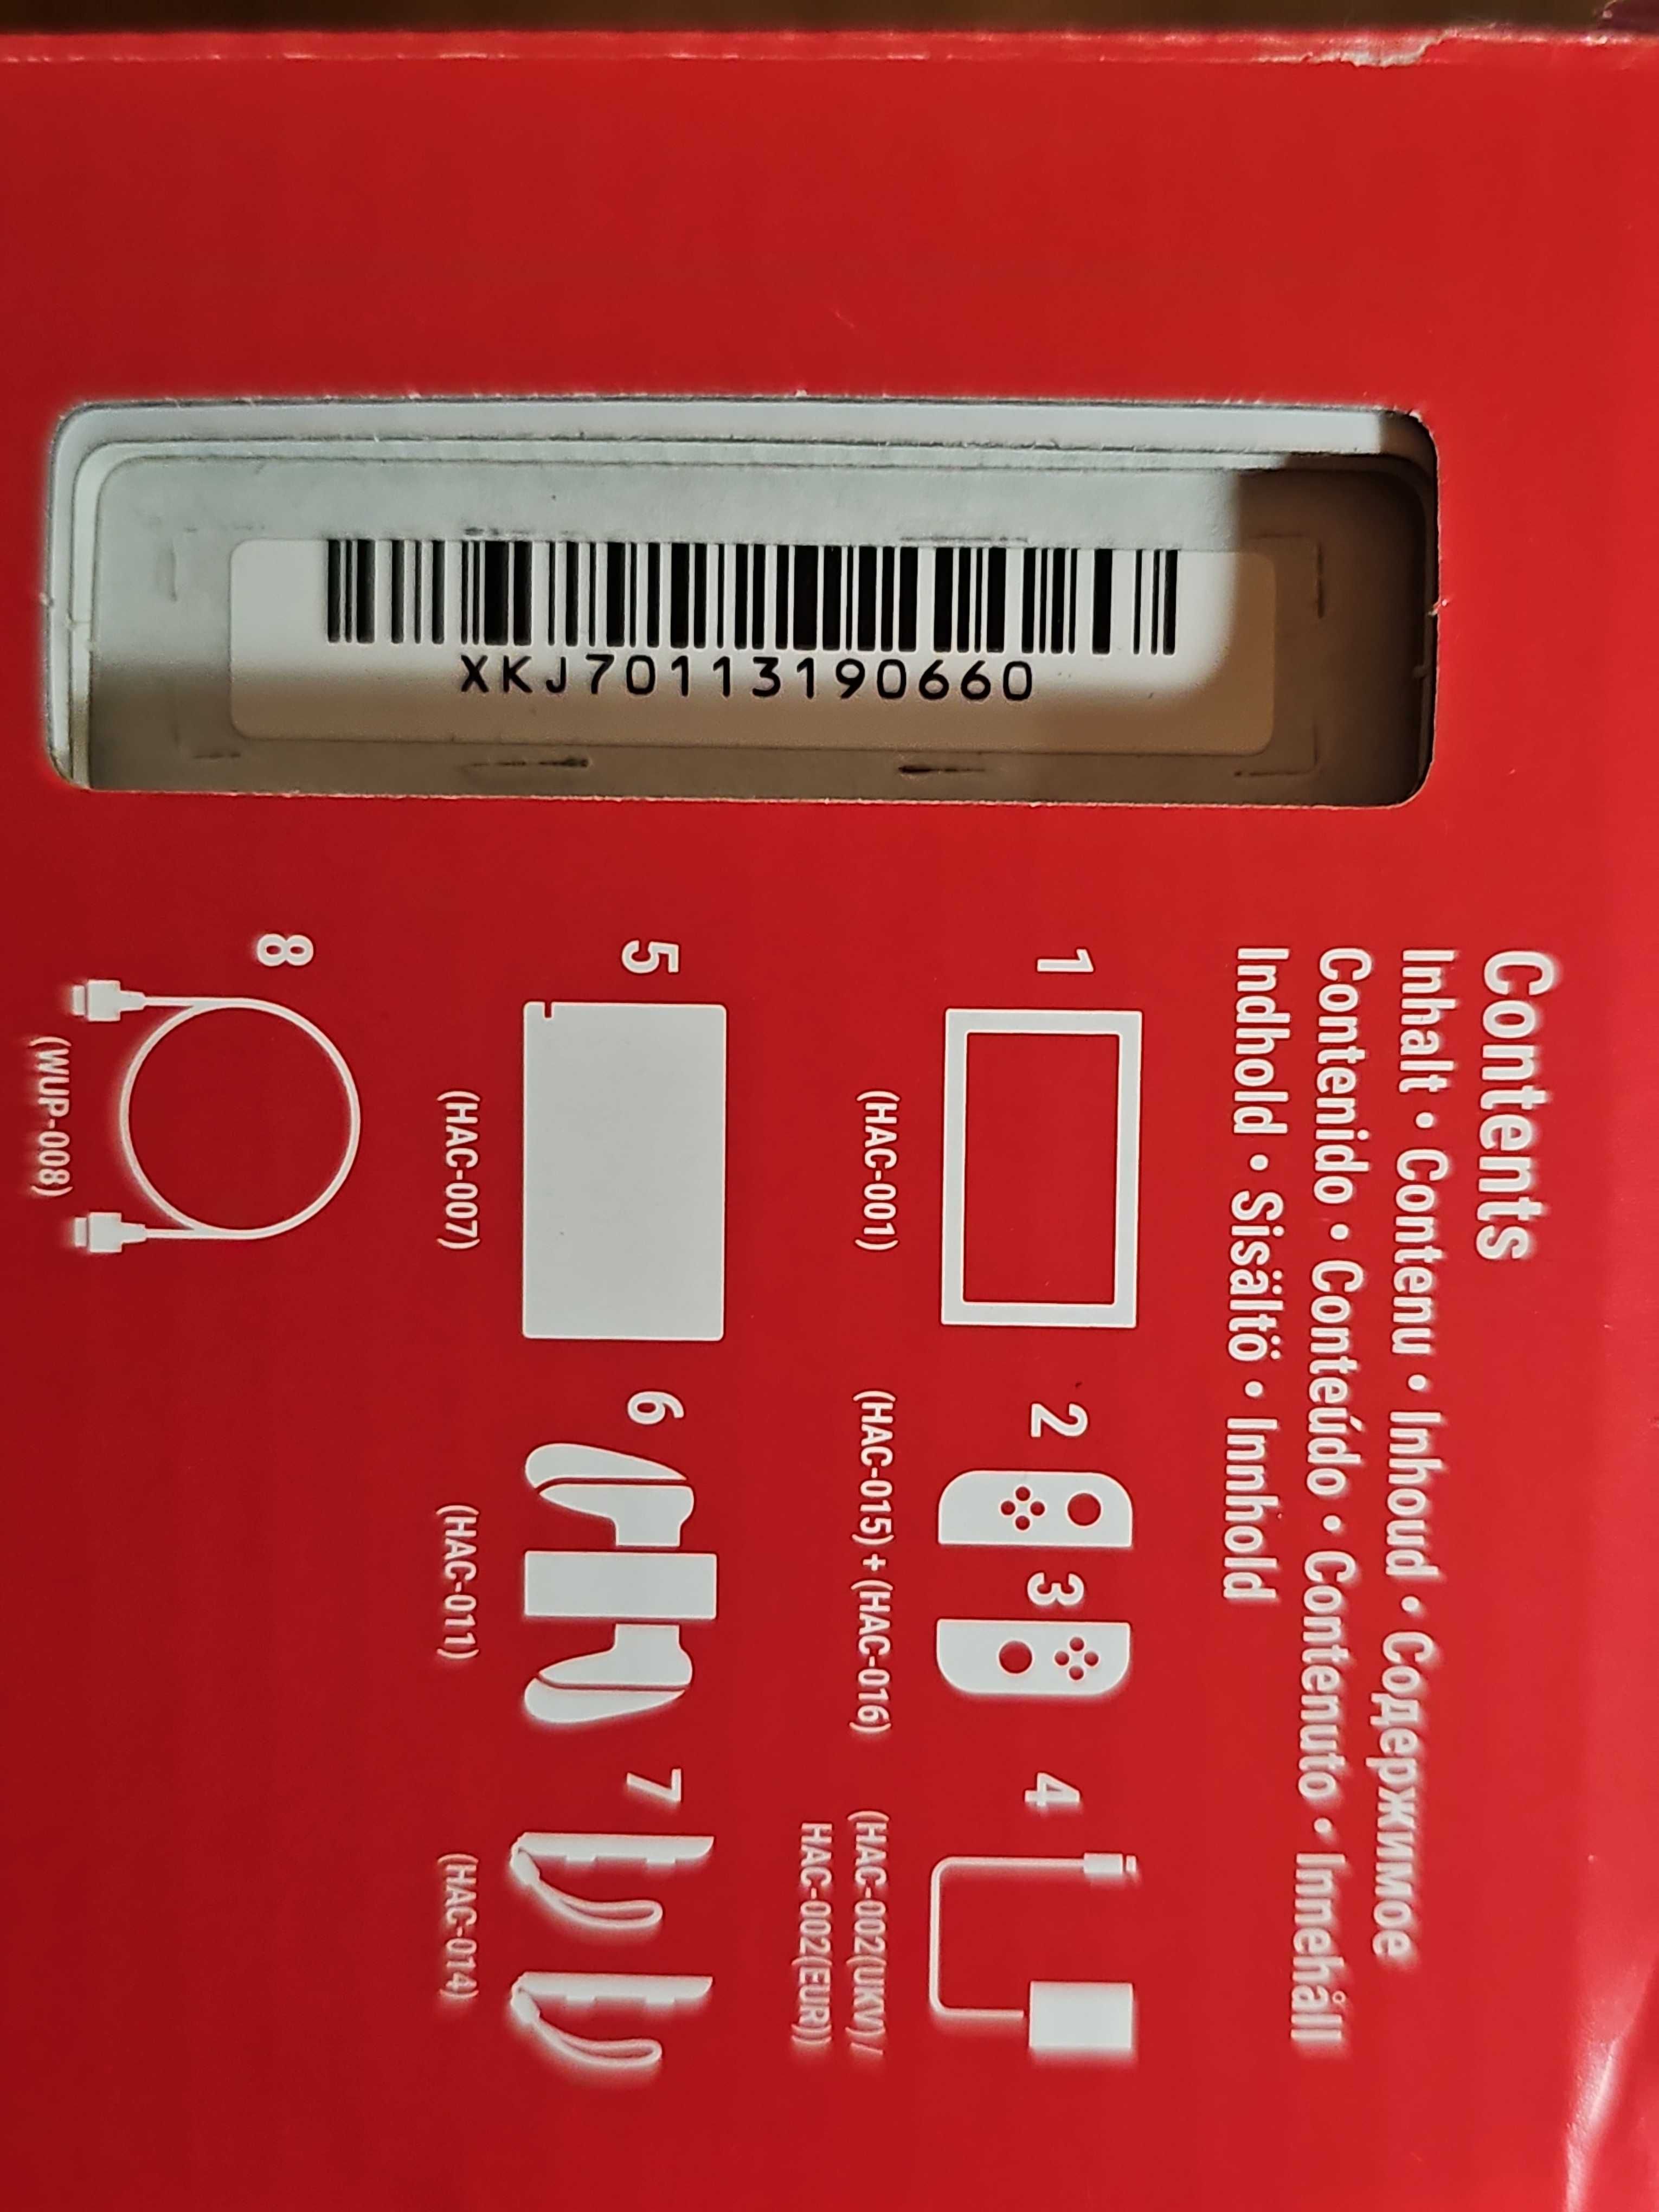 XKJ70113190660
Contents
Inhalt • Contenu • Inhoud • Содержимое
Contenido • Conteúdo • Contenuto • Innehåll
Indhold • Sisältö • Innhold
1
2
3
4
(HAC-001)
(HAC-015) + (HAC-016)
(HAC-002(UKV) /
HAC-002(EUR))
5
6
7
(HAC-007)
(HAC-011)
(HAC-014)
8
(WUP-008)